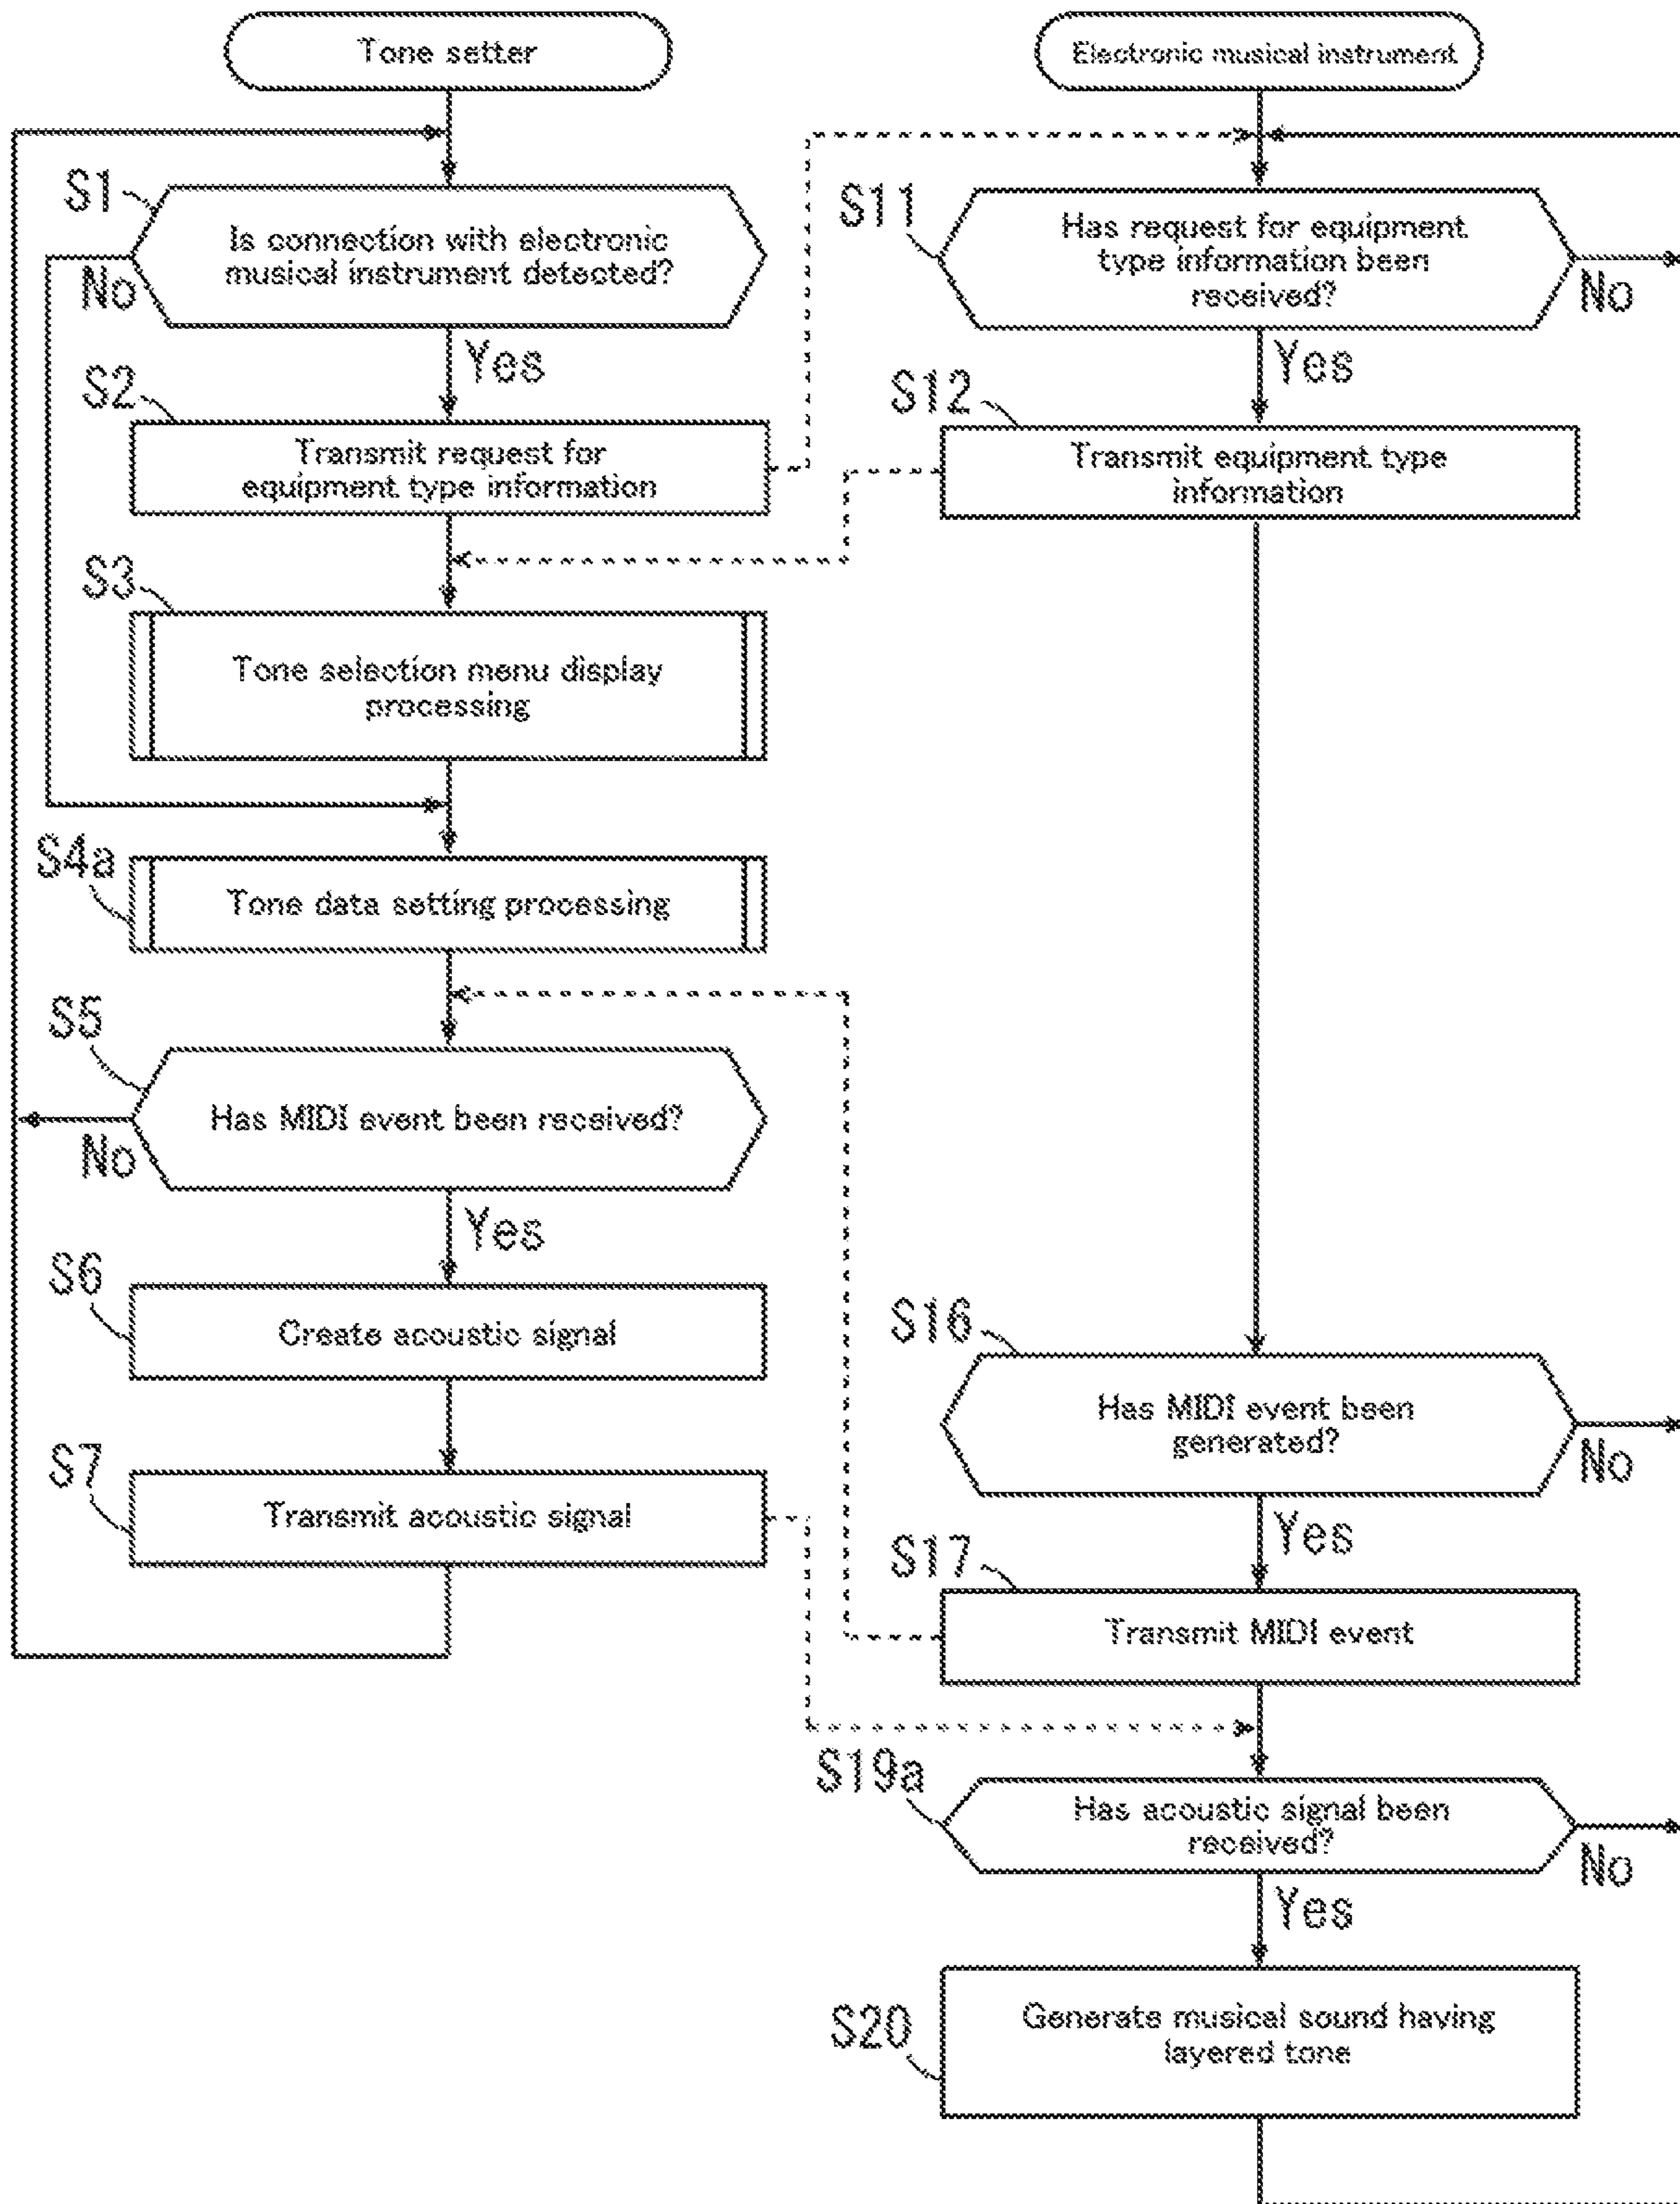 Tone setter
S1
Is connection with electronic
musical instrument detected?
No
Yes
S2
Transmit request for
equipment type information
S3
Tone selection menu display
processing
S4a
Tone data setting processing
S5
Has MIDI event been received?
No
Yes
S6
Create acoustic signal
S7
Transmit acoustic signal
Electronic musical instrument
S11
Has request for equipment
type information been
received?
No
Yes
S12
Transmit equipment type
information
S16
Has MIDI event been
generated?
No
Yes
S17
Transmit MIDI event
S19a
Has acoustic signal been
received?
No
Yes
S20
Generate musical sound having
layered tone